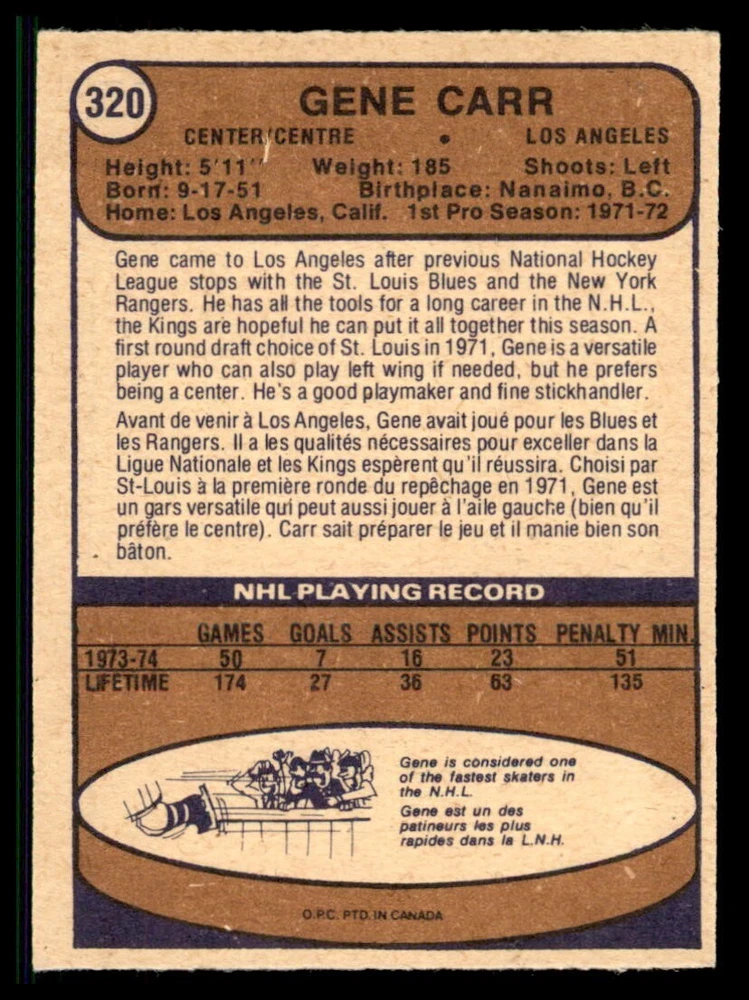 320
GENE CARR
CENTER/CENTRE • LOS ANGELES
Height: 5'11" Weight: 185 Shoots: Left
Born: 9-17-51 Birthplace: Nanaimo, B.C.
Home: Los Angeles, Calif. 1st Pro Season: 1971-72
Gene came to Los Angeles after previous National Hockey
League stops with the St. Louis Blues and the New York
Rangers. He has all the tools for a long career in the N.H.L.,
the Kings are hopeful he can put it all together this season. A
first round draft choice of St. Louis in 1971, Gene is a versatile
player who can also play left wing if needed, but he prefers
being a center. He's a good playmaker and fine stickhandler.
Avant de venir à Los Angeles, Gene avait joué pour les Blues et
les Rangers. Il a les qualités nécessaires pour exceller dans la
Ligue Nationale et les Kings espèrent qu'il réussira. Choisi par
St-Louis à la première ronde du repêchage en 1971, Gene est
un gars versatile qui peut aussi jouer à l'aile gauche (bien qu'il
préfère le centre). Carr sait préparer le jeu et il manie bien son
bâton.
NHL PLAYING RECORD
GAMES GOALS ASSISTS POINTS PENALTY MIN.
1973-74 50 7 16 23 51
LIFETIME 174 27 36 63 135
Gene is considered one
of the fastest skaters in
the N.H.L.
Gene est un des
patineurs les plus
rapides dans la L.N.H.
O.P.C. PTD. IN CANADA